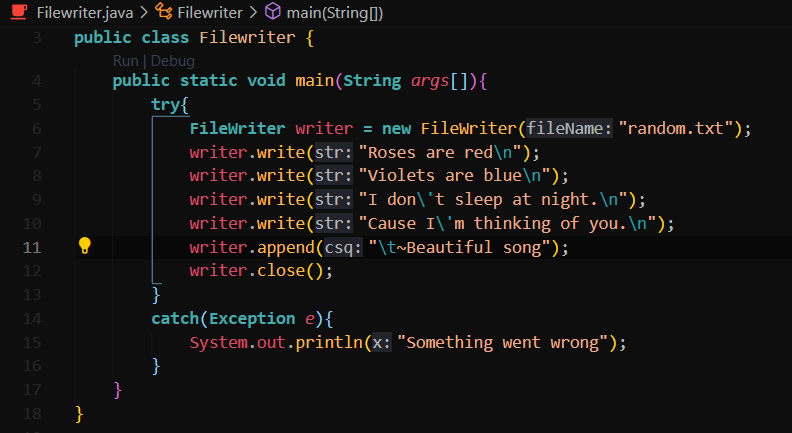 Filewriter.java > Filewriter > main(String[])
3 public class Filewriter {
Run | Debug
4 public static void main(String args[]){
5 try{
6 FileWriter writer = new FileWriter(fileName: "random.txt");
7 writer.write(str: "Roses are red\n");
8 writer.write(str: "Violets are blue\n");
9 writer.write(str: "I don\'t sleep at night.\n");
10 writer.write(str: "Cause I\'m thinking of you.\n");
11 writer.append(csq: "\t~Beautiful song");
12 writer.close();
13 }
14 catch(Exception e){
15 System.out.println(x: "Something went wrong");
16 }
17 }
18 }